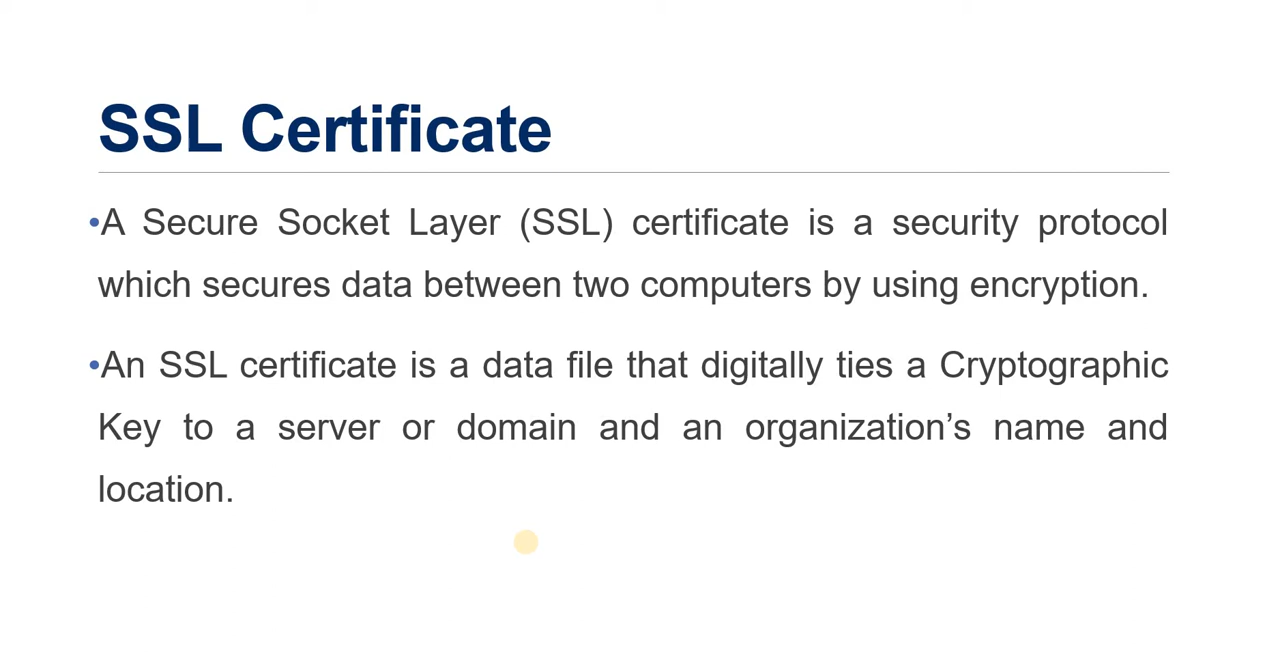 SSL Certificate
•A Secure Socket Layer (SSL) certificate is a security protocol
which secures data between two computers by using encryption.
•An SSL certificate is a data file that digitally ties a Cryptographic
Key to a server or domain and an organization’s name and
location.